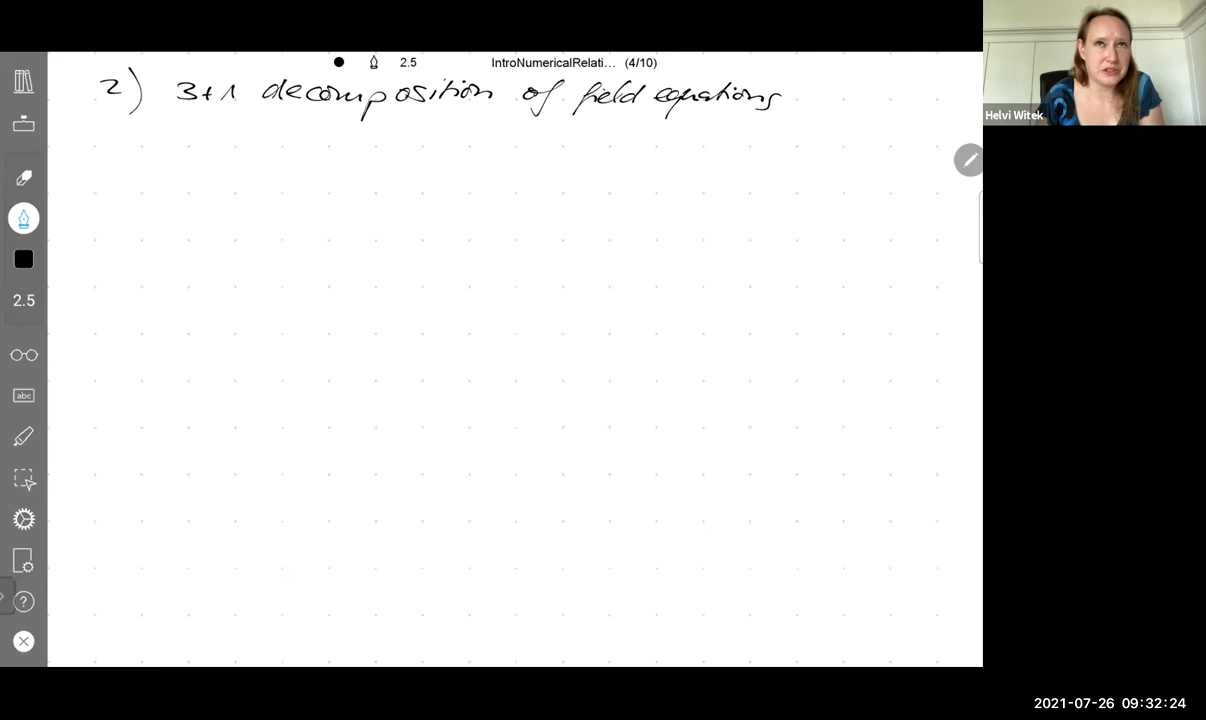 2.5 IntroNumericalRelati... (4/10)
2) 3+1 decomposition of field equations
Helvi Witek
2.5
abc
?
2021-07-26 09:32:24